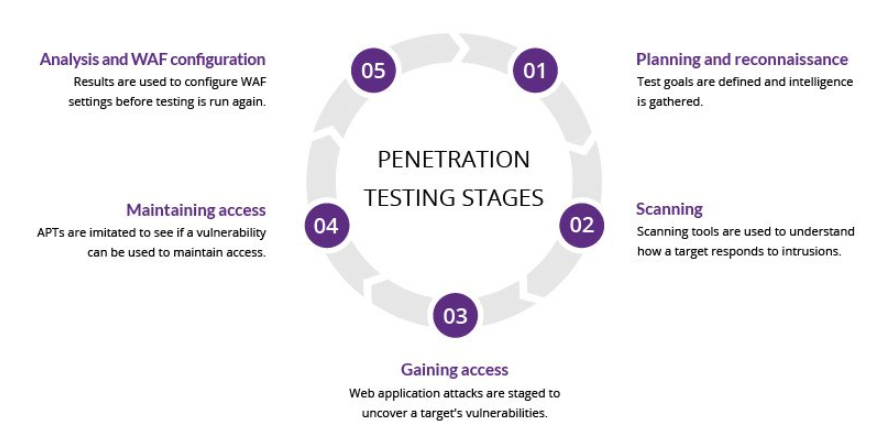 PENETRATION
TESTING STAGES
01
Planning and reconnaissance
Test goals are defined and intelligence
is gathered.
02
Scanning
Scanning tools are used to understand
how a target responds to intrusions.
03
Gaining access
Web application attacks are staged to
uncover a target's vulnerabilities.
04
Maintaining access
APTs are imitated to see if a vulnerability
can be used to maintain access.
05
Analysis and WAF configuration
Results are used to configure WAF
settings before testing is run again.